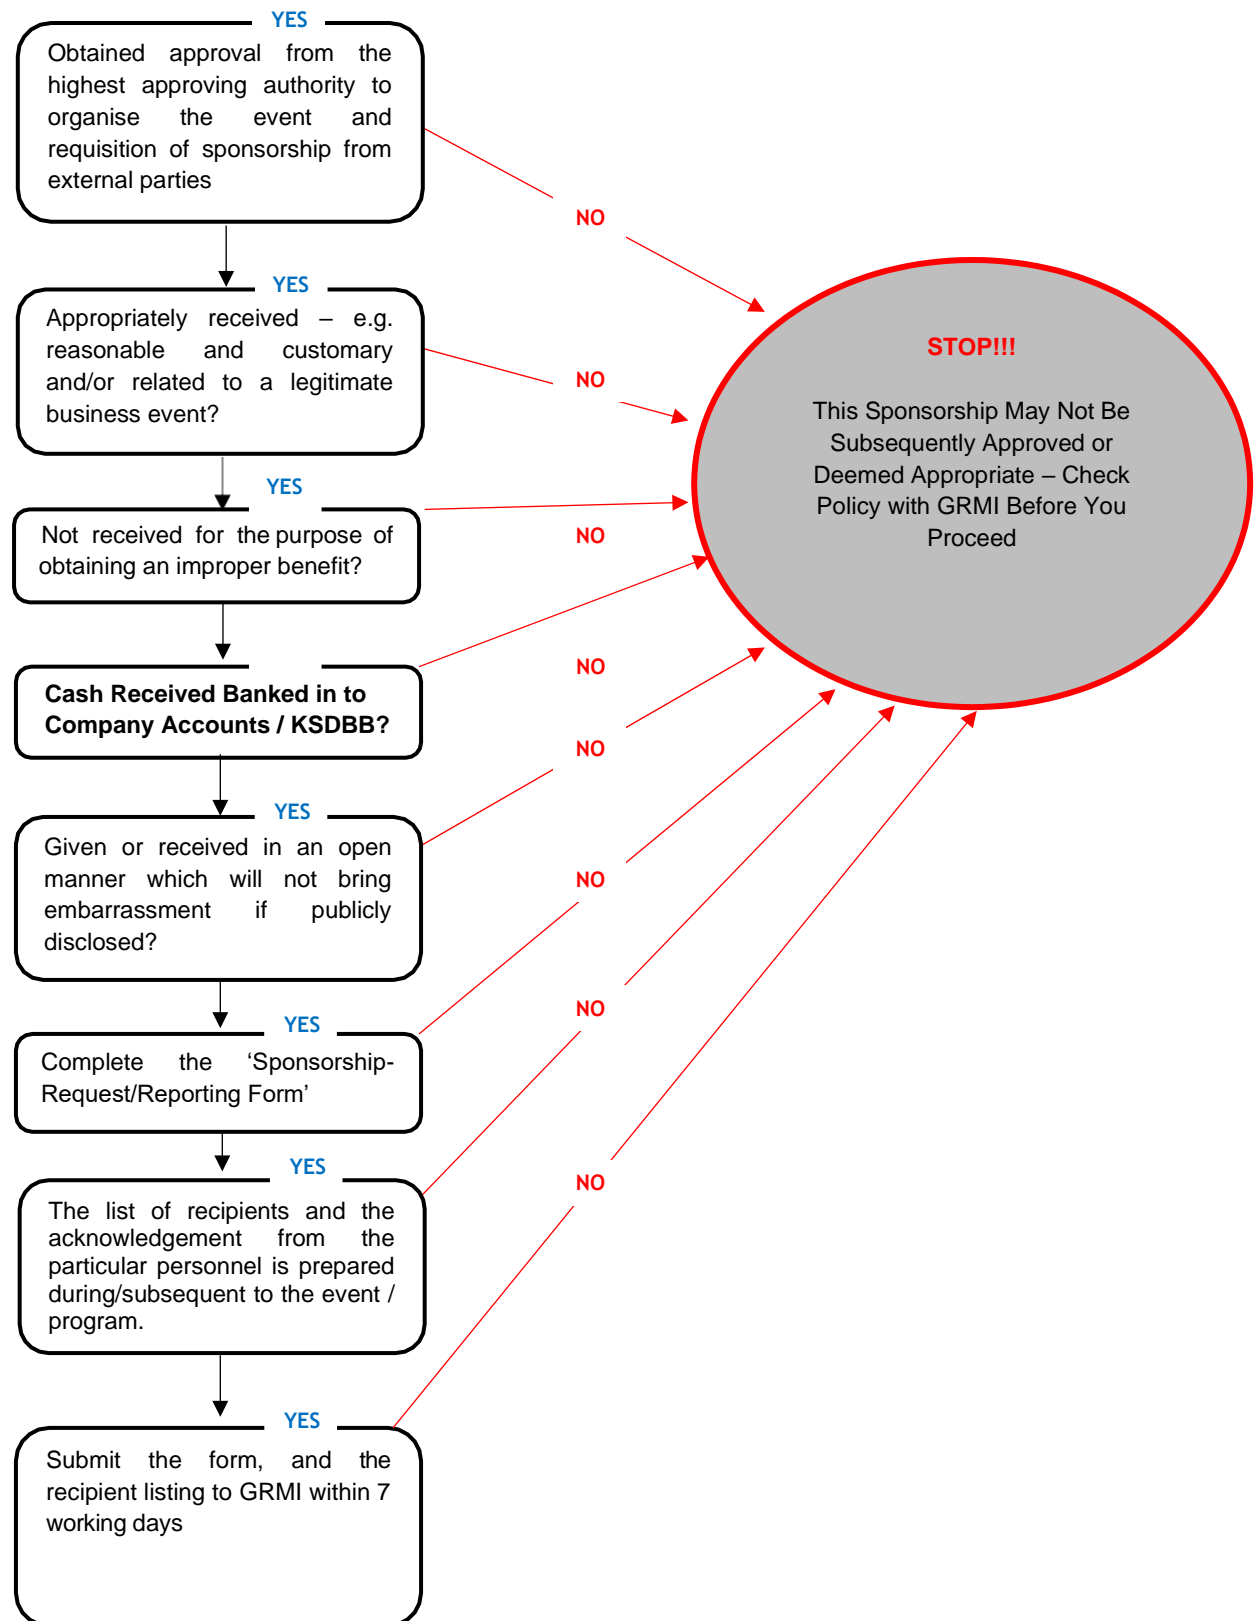 YES
Obtained approval from the
highest approving authority to
organise the event and
requisition of sponsorship from
external parties
NO
YES
Appropriately received – e.g.
reasonable and customary
and/or related to a legitimate
business event?
NO
STOP!!!
This Sponsorship May Not Be
Subsequently Approved or
Deemed Appropriate – Check
Policy with GRMI Before You
Proceed
YES
Not received for the purpose of
obtaining an improper benefit?
NO
Cash Received Banked in to
Company Accounts / KSDBB?
NO
YES
Given or received in an open
manner which will not bring
embarrassment if publicly
disclosed?
NO
YES
Complete the ‘Sponsorship-
Request/Reporting Form’
NO
YES
The list of recipients and the
acknowledgement from the
particular personnel is prepared
during/subsequent to the event /
program.
NO
YES
Submit the form, and the
recipient listing to GRMI within 7
working days
NO